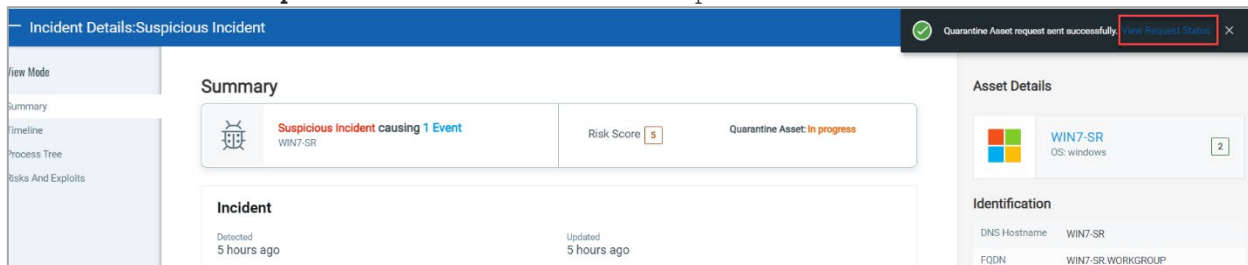 Incident Details:Suspicious Incident
Quarantine Asset request sent successfully. View Request Status
View Mode
Summary
Timeline
Process Tree
Risks And Exploits
Summary
Suspicious Incident causing 1 Event
WIN7-SR
Risk Score 5
Quarantine Asset: In progress
Incident
Detected
5 hours ago
Updated
5 hours ago
Asset Details
WIN7-SR
OS: windows
2
Identification
DNS Hostname WIN7-SR
FQDN WIN7-SR.WORKGROUP